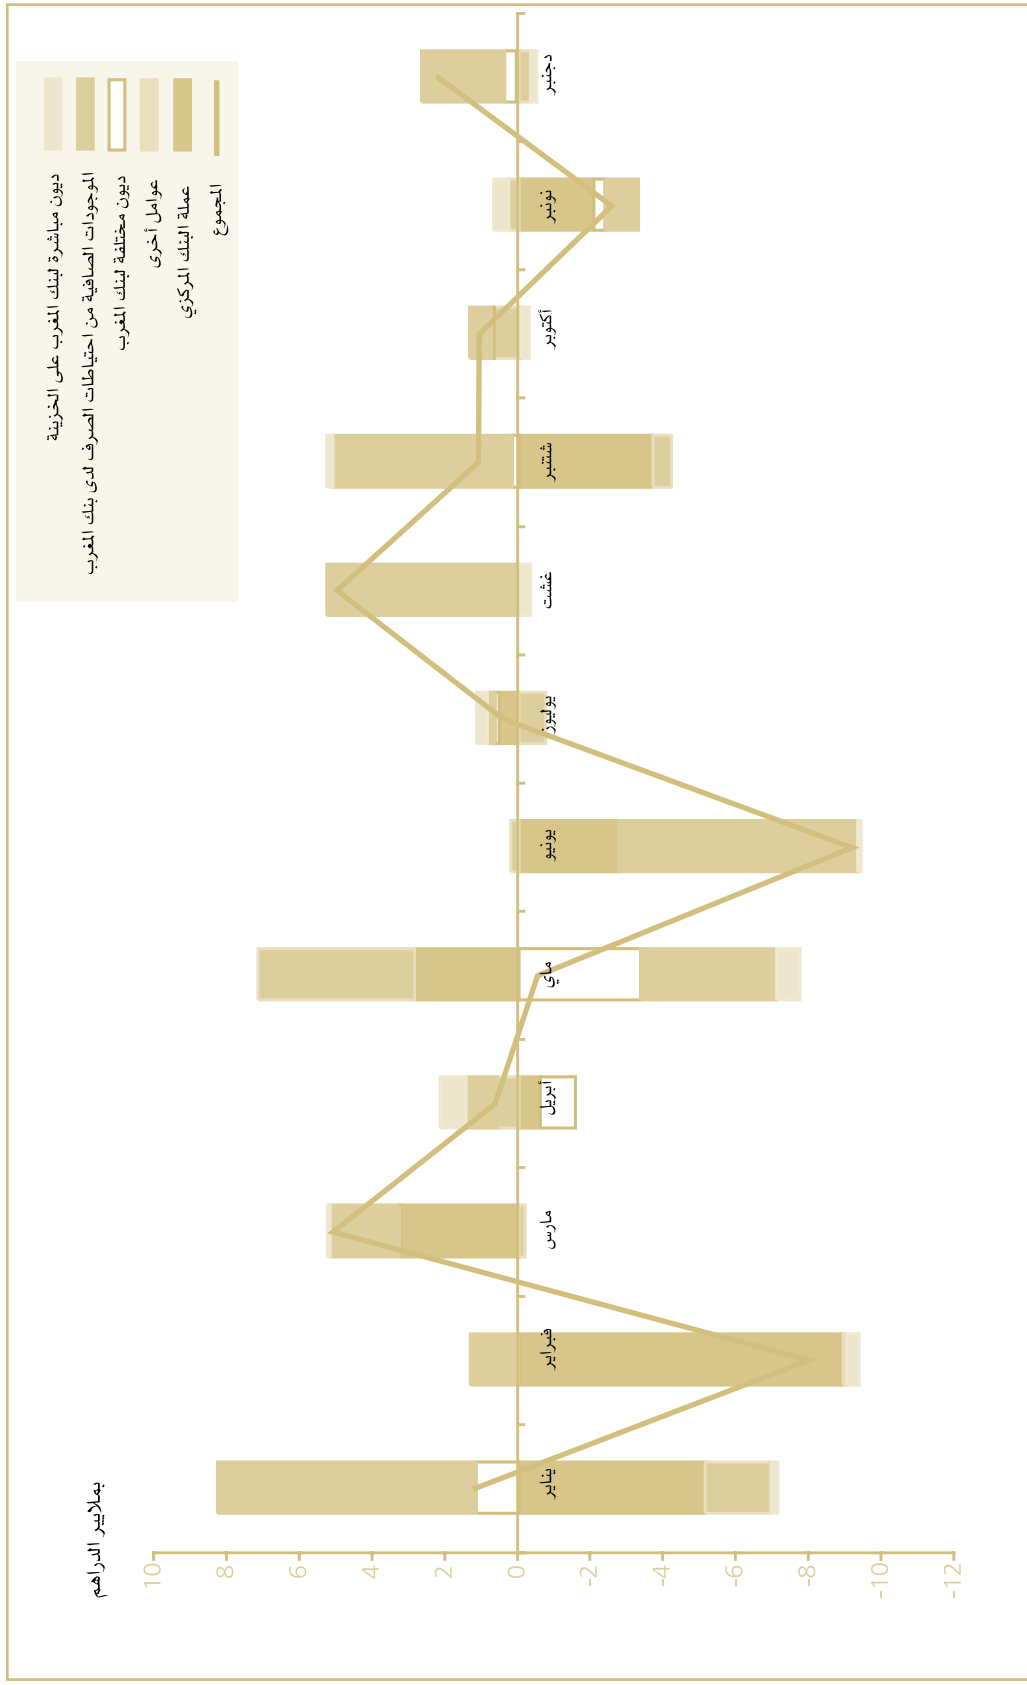 بملايير الدراهم
10
8
6
4
2
0
-2
-4
-6
-8
-10
-12
يناير
فبراير
مارس
أبريل
ماي
يونيو
يوليوز
غشت
شتنبر
أكتوبر
نونبر
دجنبر
ديون مباشرة لبنك المغرب على الخزينة
الموجودات الصافية من احتياطات الصرف لدى بنك المغرب
ديون مختلفة لبنك المغرب
عوامل أخرى
عملة البنك المركزي
المجموع